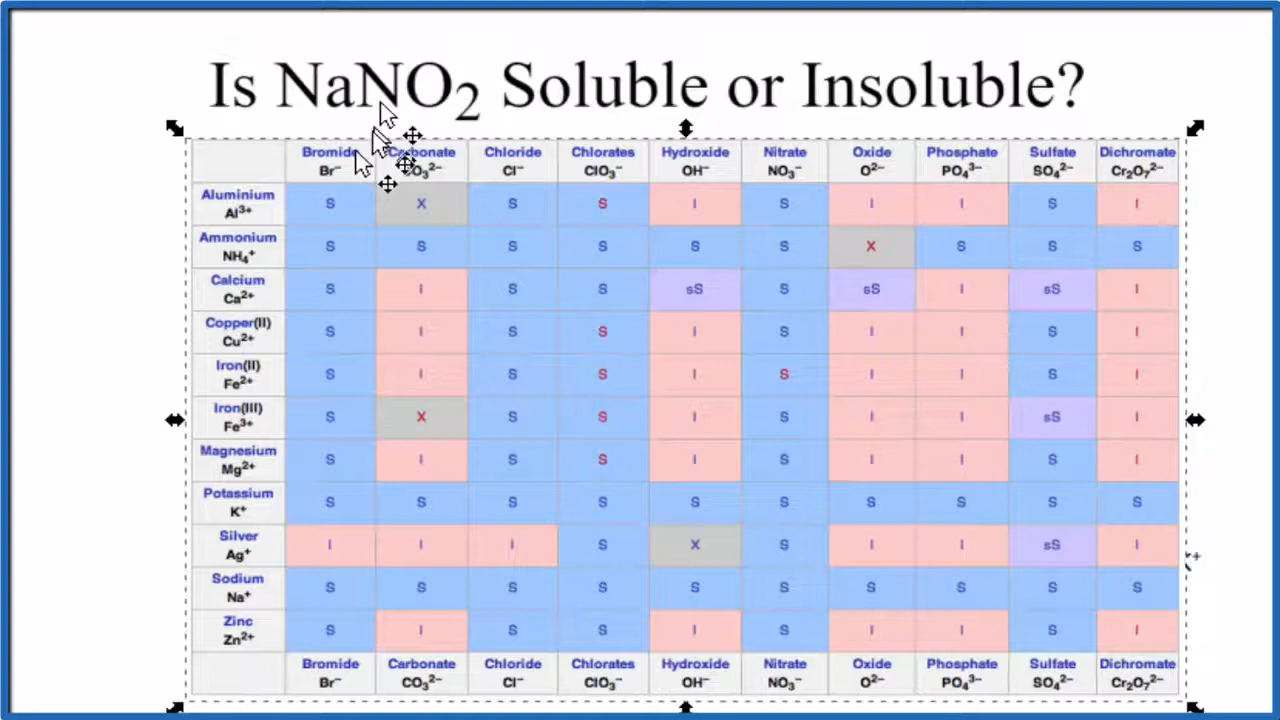 Is NaNO₂ Soluble or Insoluble?
Bromide Carbonate Chloride Chlorates Hydroxide Nitrate Oxide Phosphate Sulfate Dichromate
Br⁻ CO₃²⁻ Cl⁻ ClO₃⁻ OH⁻ NO₃⁻ O²⁻ PO₄³⁻ SO₄²⁻ Cr₂O₇²⁻
Aluminium
Al³⁺ S X S S I S I I S I
Ammonium
NH₄⁺ S S S S S S X S S S
Calcium
Ca²⁺ S I S S sS S sS I sS I
Copper(II)
Cu²⁺ S I S S I S I I S I
Iron(II)
Fe²⁺ S I S S I S I I S I
Iron(III)
Fe³⁺ S X S S I S I I sS I
Magnesium
Mg²⁺ S I S S I S I I S I
Potassium
K⁺ S S S S S S S S S S
Silver
Ag⁺ I I I S X S I I sS I
Sodium
Na⁺ S S S S S S S S S S
Zinc
Zn²⁺ S I S S I S I I S I
Bromide Carbonate Chloride Chlorates Hydroxide Nitrate Oxide Phosphate Sulfate Dichromate
Br⁻ CO₃²⁻ Cl⁻ ClO₃⁻ OH⁻ NO₃⁻ O²⁻ PO₄³⁻ SO₄²⁻ Cr₂O₇²⁻